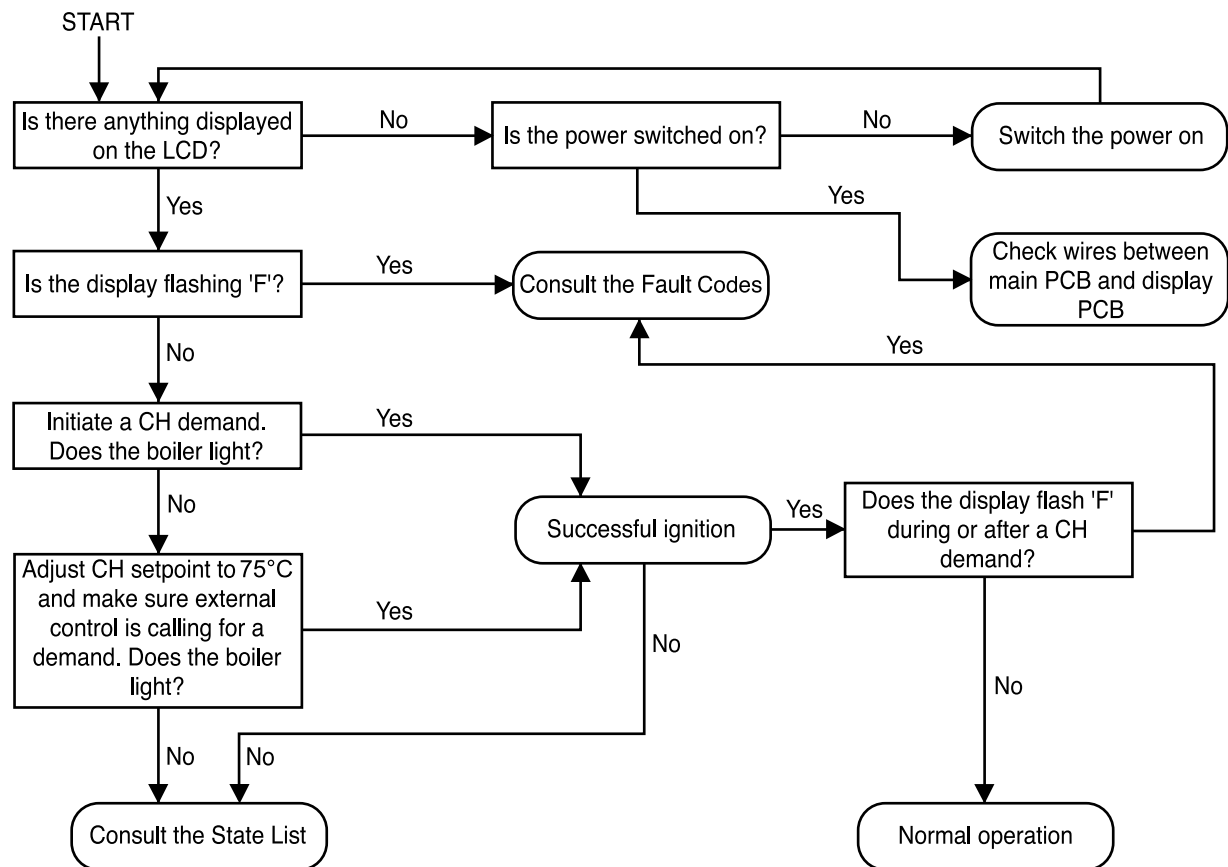 START
Is there anything displayed
on the LCD?
No
Is the power switched on?
No
Switch the power on
Yes
Yes
Is the display flashing 'F'?
Yes
Consult the Fault Codes
Check wires between
main PCB and display
PCB
No
Yes
Initiate a CH demand.
Does the boiler light?
Yes
No
Successful ignition
Yes
Does the display flash 'F'
during or after a CH
demand?
Adjust CH setpoint to 75°C
and make sure external
control is calling for a
demand. Does the boiler
light?
Yes
No
No
No
Consult the State List
Normal operation